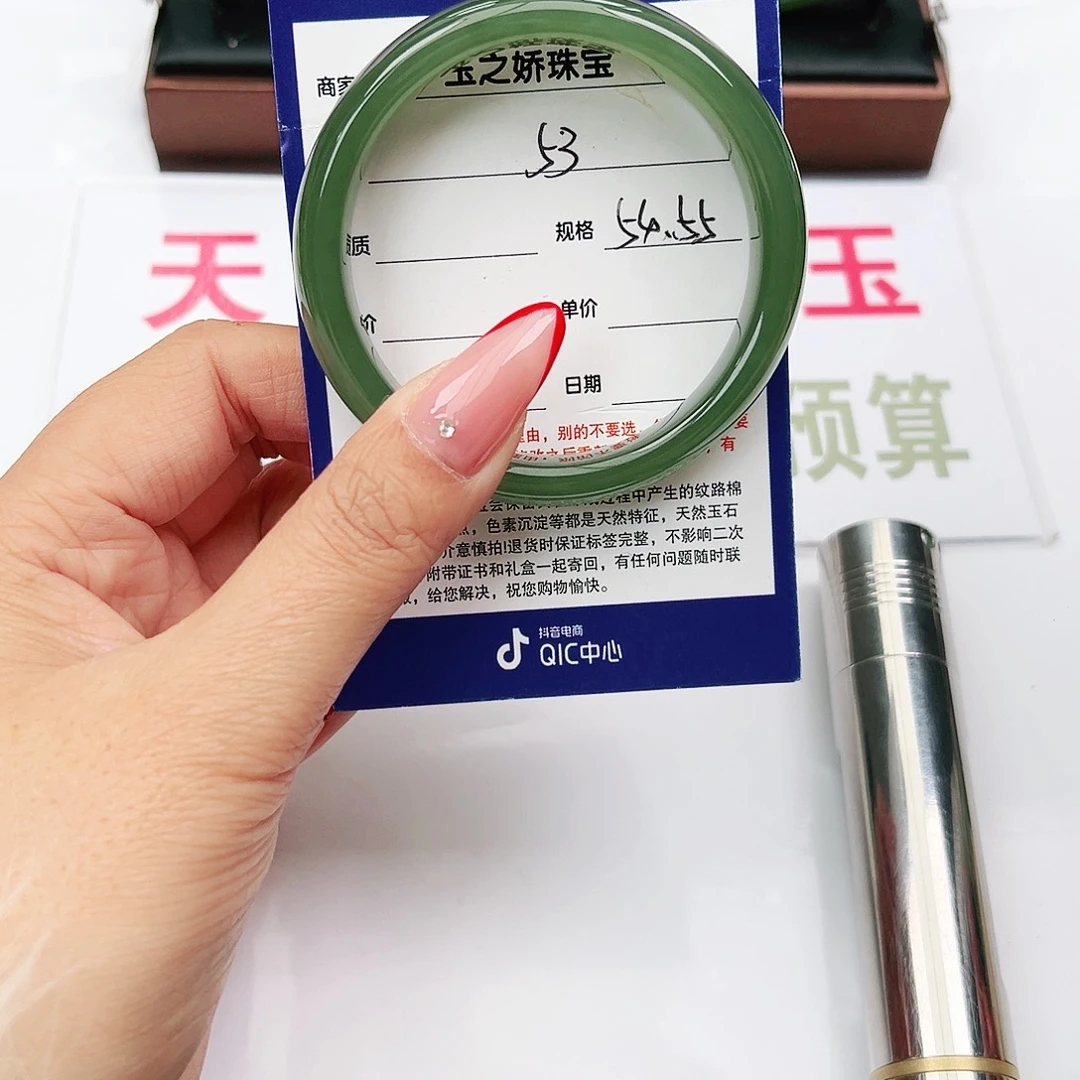 商家 玉之娇珠宝
53
质 规格 54..55
价 单价
日期
天 玉
预算
由，别的不要选
，有
过程中产生的纹路棉
，色素沉淀等都是天然特征，天然玉石
介意慎拍!退货时保证标签完整，不影响二次
附带证书和礼盒一起寄回，有任何问题随时联
，给您解决，祝您购物愉快。
抖音电商
QIC中心